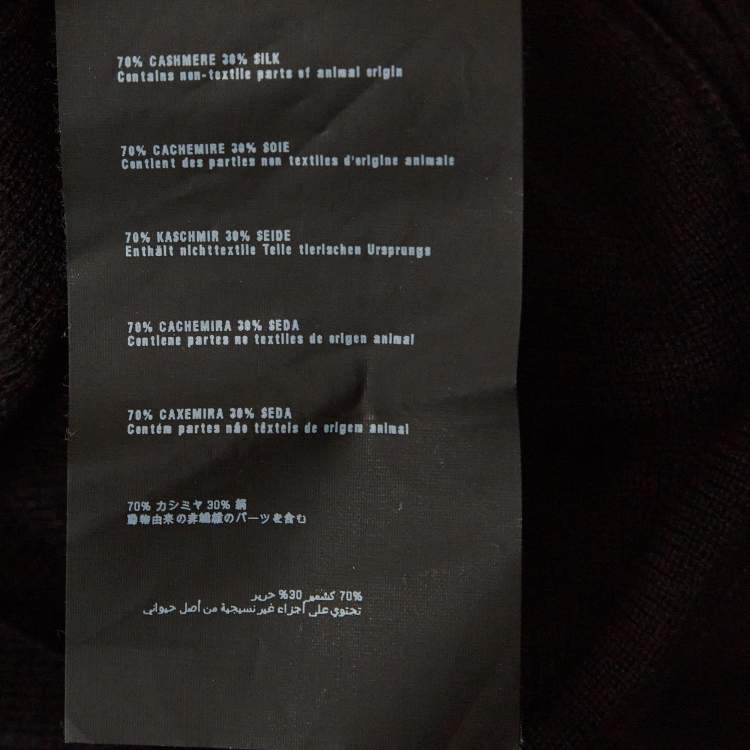 70% CASHMERE 30% SILK
Contains non-textile parts of animal origin
70% CACHEMIRE 30% SOIE
Contient des parties non textiles d'origine animale
70% KASCHMIR 30% SEIDE
Enthält nichttextile Teile tierischen Ursprungs
70% CACHEMIRA 30% SEDA
Contiene partes no textiles de origen animal
70% CAXEMIRA 30% SEDA
Contém partes não têxteis de origem animal
70% カシミヤ 30% 絹
動物由来の非繊維のパーツを含む
70% كشمير 30% حرير
تحتوي على أجزاء غير نسيجية من أصل حيواني